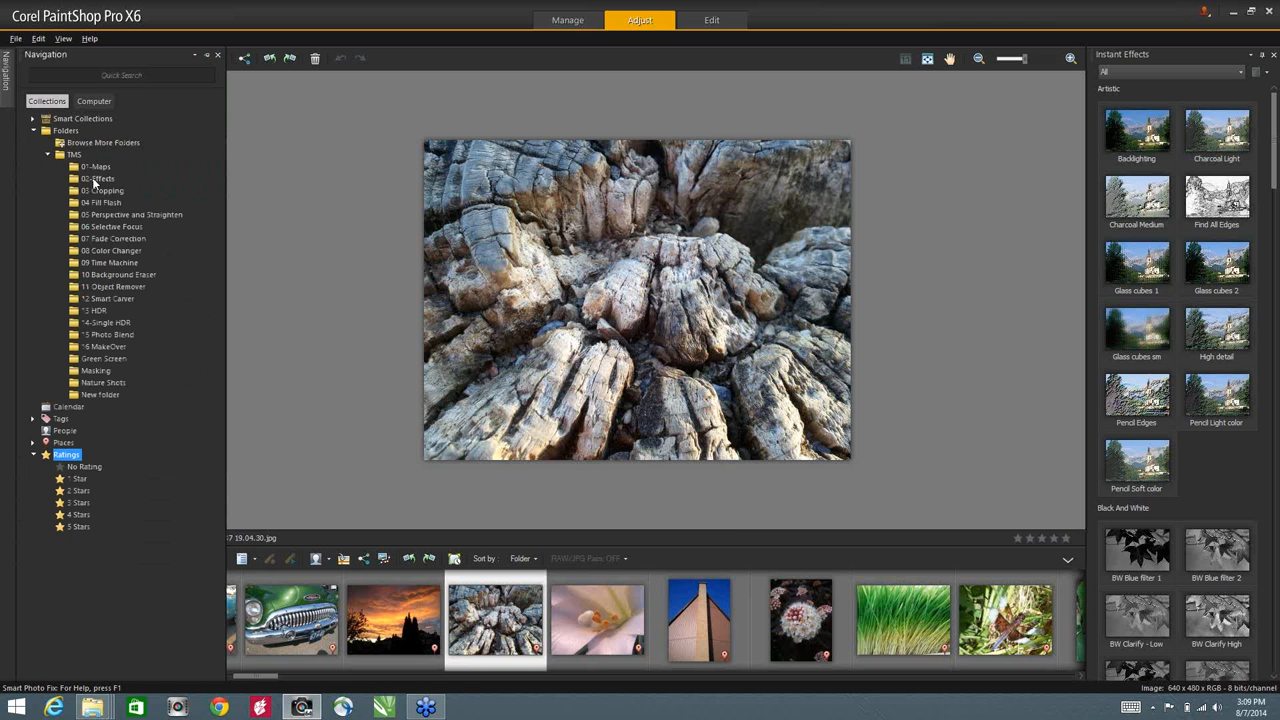 Corel PaintShop Pro X6
Manage
Adjust
Edit
File Edit View Help
Navigation
Navigation
Quick Search
Collections
Computer
Smart Collections
Folders
Browse More Folders
TMS
01-Maps
02-Effects
03 Cropping
04 Fill Flash
05 Perspective and Straighten
06 Selective Focus
07 Fade Correction
08 Color Changer
09 Time Machine
10 Background Eraser
11 Object Remover
12 Smart Carver
13 HDR
14-Single HDR
15 Photo Blend
16 MakeOver
Green Screen
Masking
Nature Shots
New folder
Calendar
Tags
People
Places
Ratings
No Rating
1 Star
2 Stars
3 Stars
4 Stars
5 Stars
37 19.04.30.jpg
Sort by: Folder
RAW/JPG Pairs: OFF
Instant Effects
All
Artistic
Backlighting
Charcoal Light
Charcoal Medium
Find All Edges
Glass cubes 1
Glass cubes 2
Glass cubes sm
High detail
Pencil Edges
Pencil Light color
Pencil Soft color
Black And White
BW Blue filter 1
BW Blue filter 2
BW Clarify - Low
BW Clarify High
Smart Photo Fix: For Help, press F1
Image: 640 x 480 x RGB - 8 bits/channel
3:09 PM
8/7/2014